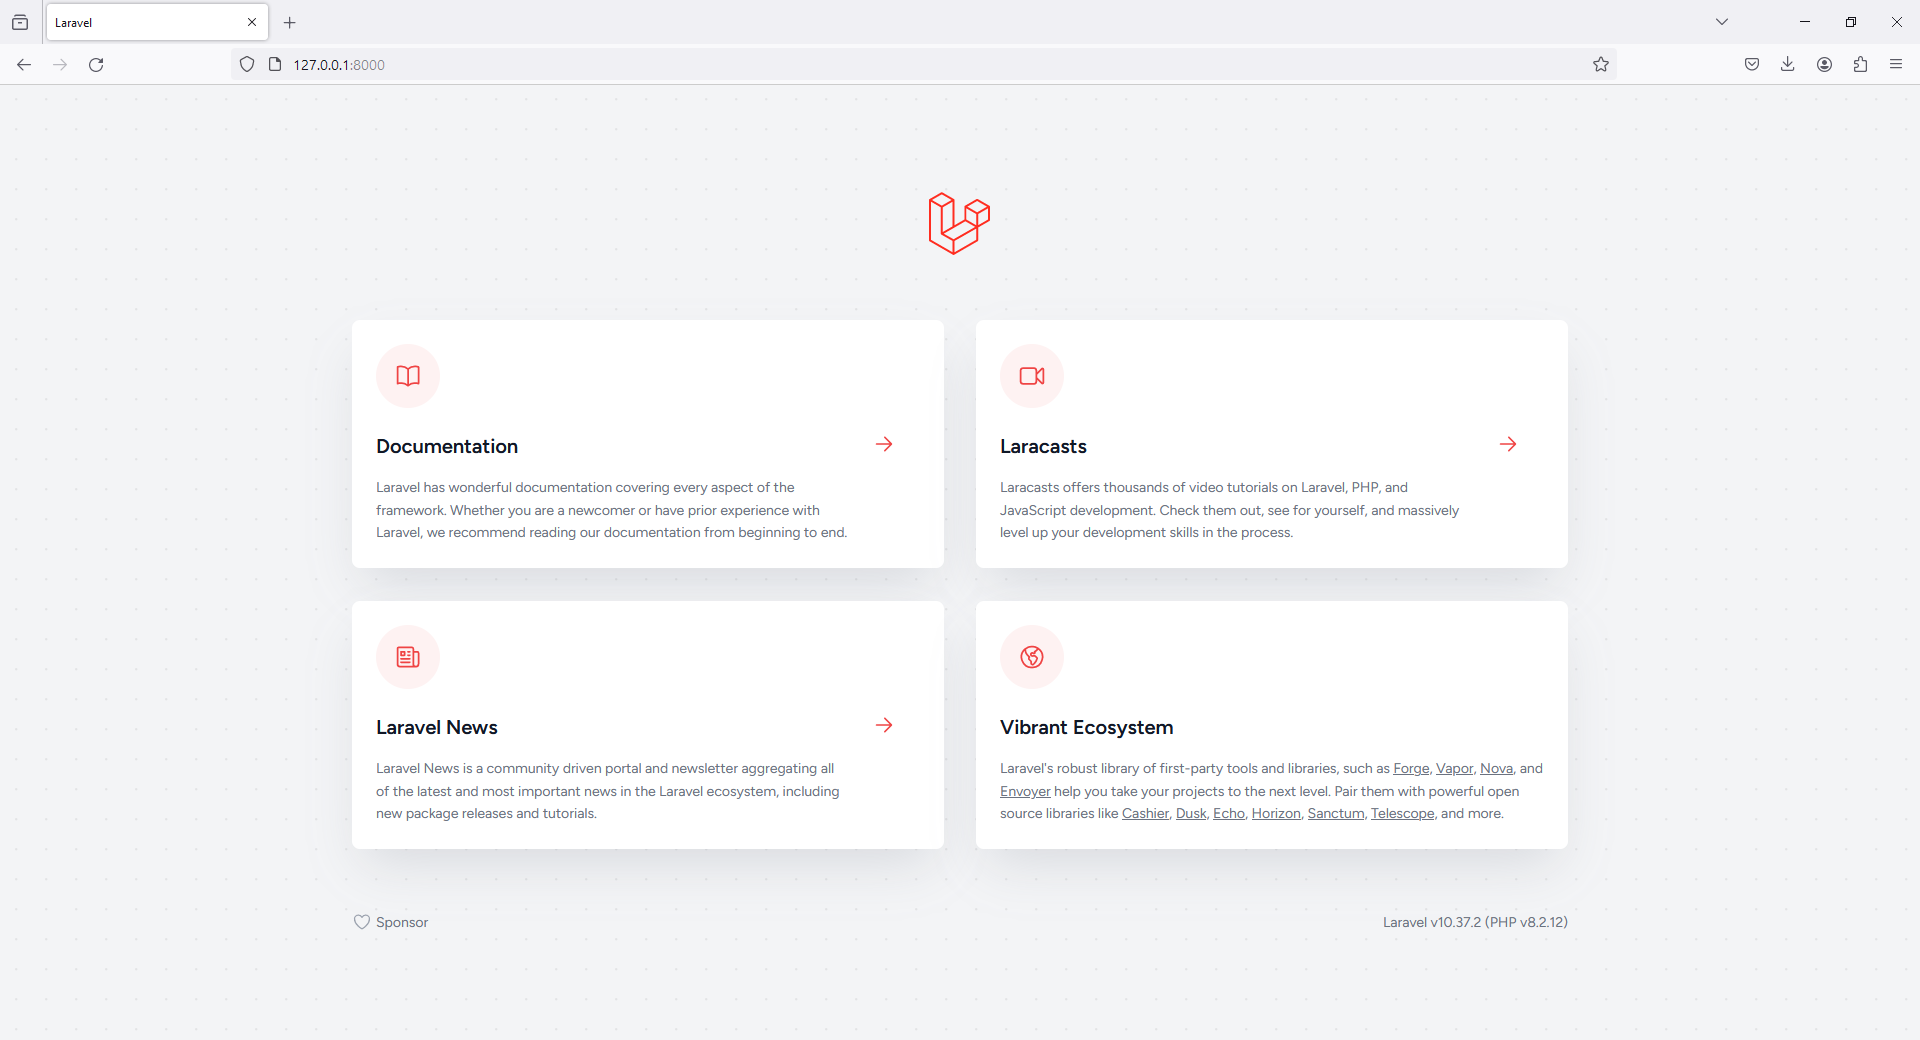 Laravel
127.0.0.1:8000
Documentation
Laravel has wonderful documentation covering every aspect of the
framework. Whether you are a newcomer or have prior experience with
Laravel, we recommend reading our documentation from beginning to end.
Laracasts
Laracasts offers thousands of video tutorials on Laravel, PHP, and
JavaScript development. Check them out, see for yourself, and massively
level up your development skills in the process.
Laravel News
Laravel News is a community driven portal and newsletter aggregating all
of the latest and most important news in the Laravel ecosystem, including
new package releases and tutorials.
Vibrant Ecosystem
Laravel's robust library of first-party tools and libraries, such as Forge, Vapor, Nova, and
Envoyer help you take your projects to the next level. Pair them with powerful open
source libraries like Cashier, Dusk, Echo, Horizon, Sanctum, Telescope, and more.
Sponsor
Laravel v10.37.2 (PHP v8.2.12)